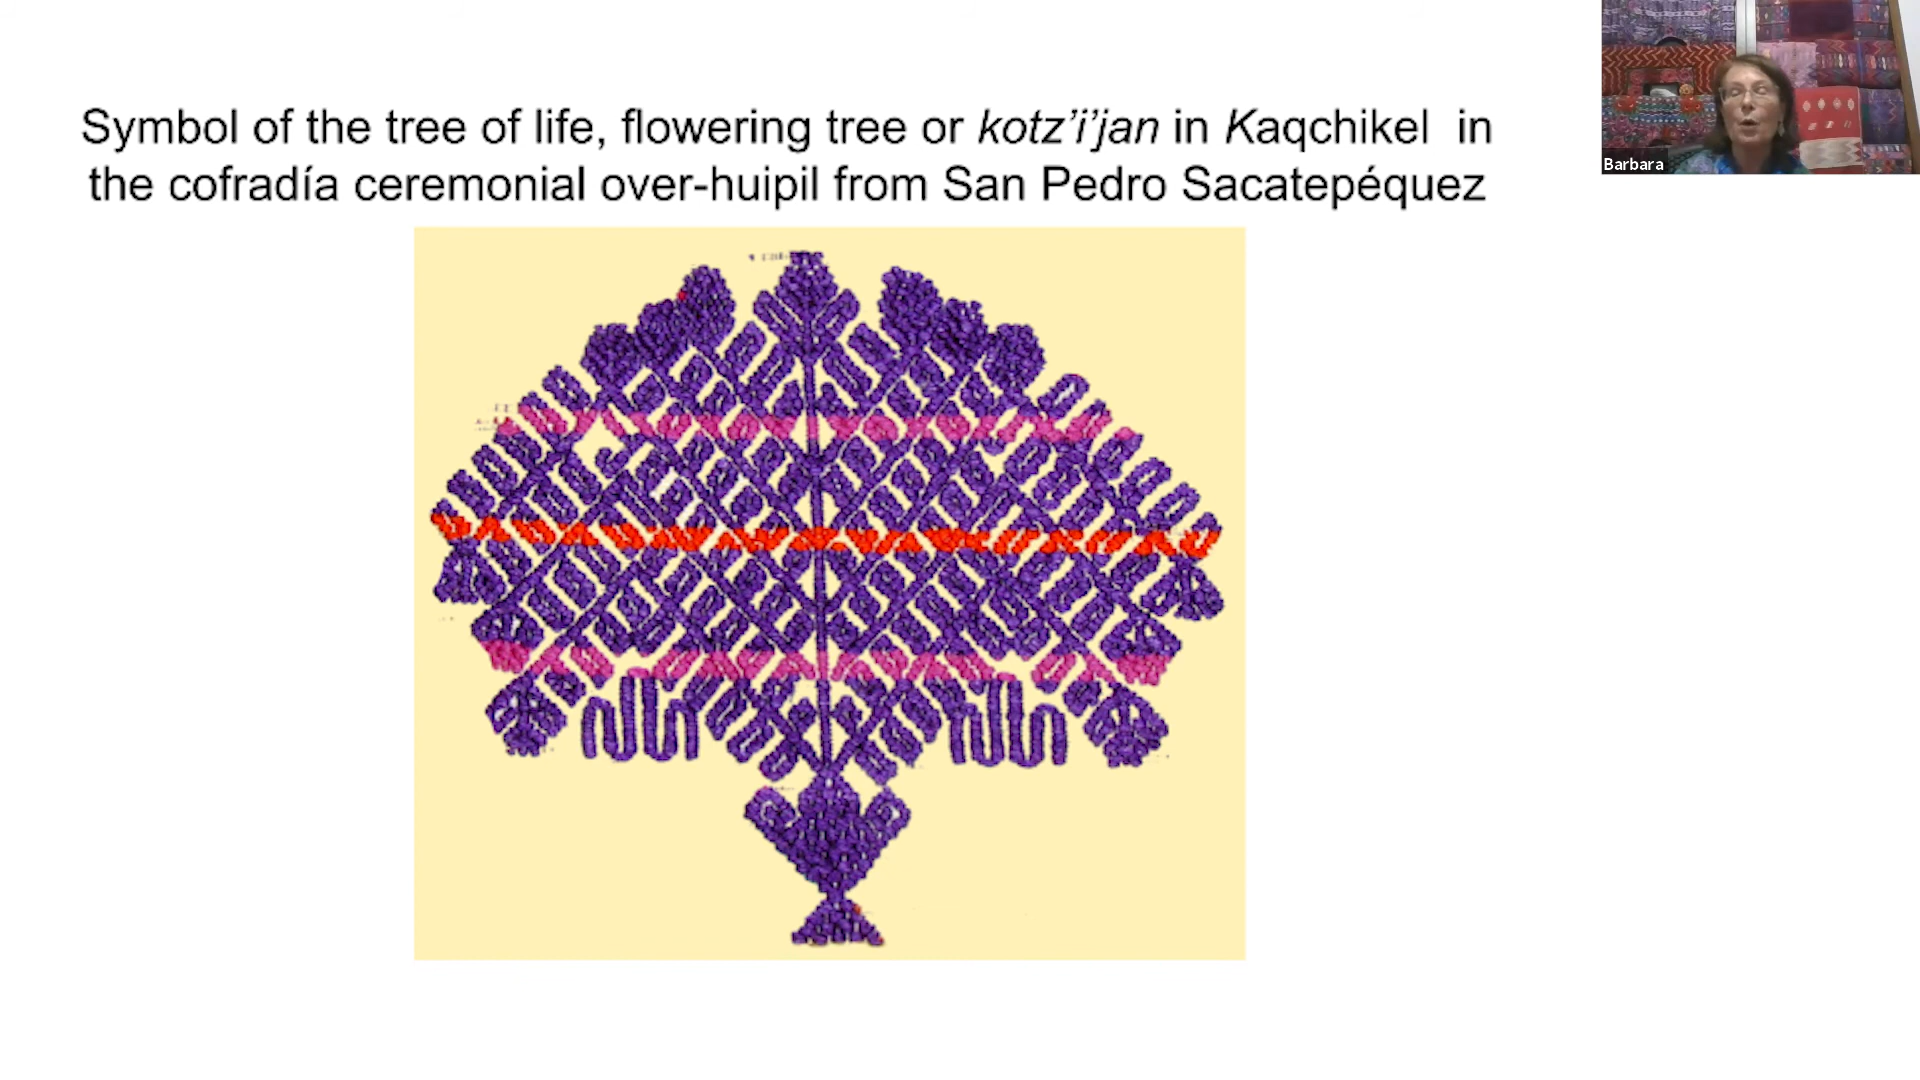 Symbol of the tree of life, flowering tree or kotz’i’jan in Kaqchikel in
the cofradía ceremonial over-huipil from San Pedro Sacatepéquez
Barbara